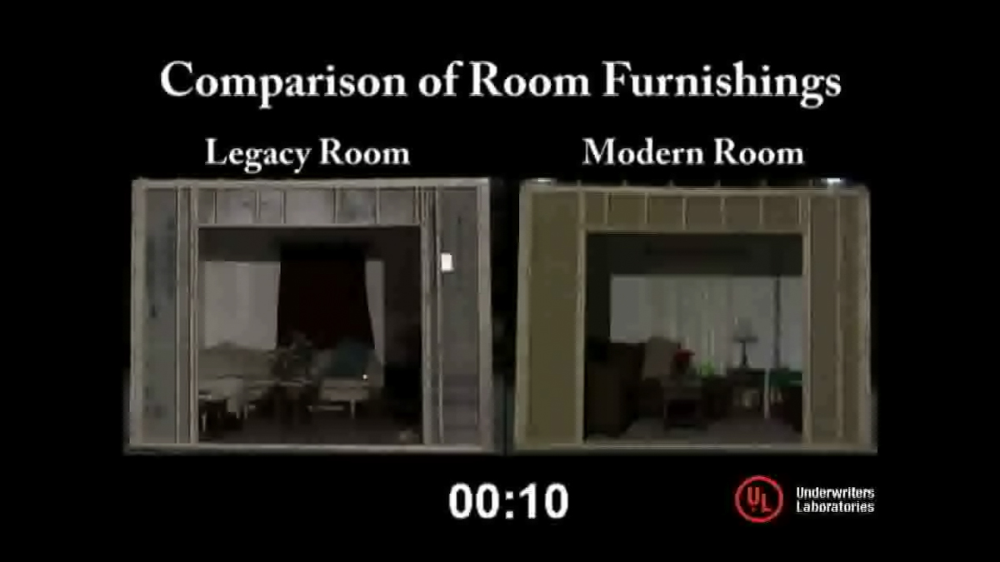 Comparison of Room Furnishings
Legacy Room
Modern Room
00:10
UL
Underwriters
Laboratories